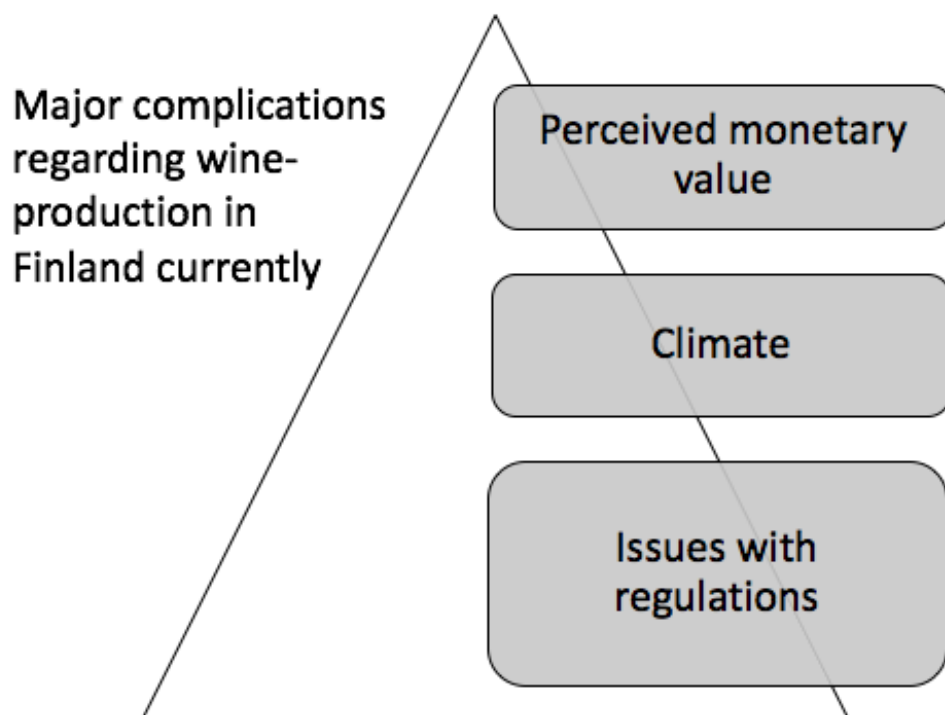 Major complications
regarding wine-
production in
Finland currently
Perceived monetary
value
Climate
Issues with
regulations